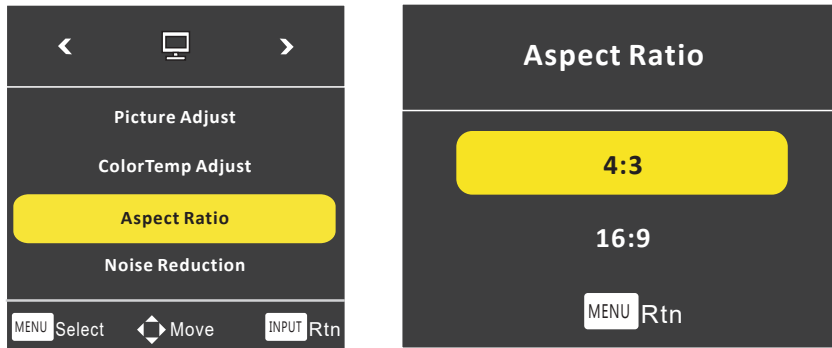 Picture Adjust
ColorTemp Adjust
Aspect Ratio
Noise Reduction
MENU Select Move INPUT Rtn
Aspect Ratio
4:3
16:9
MENU Rtn